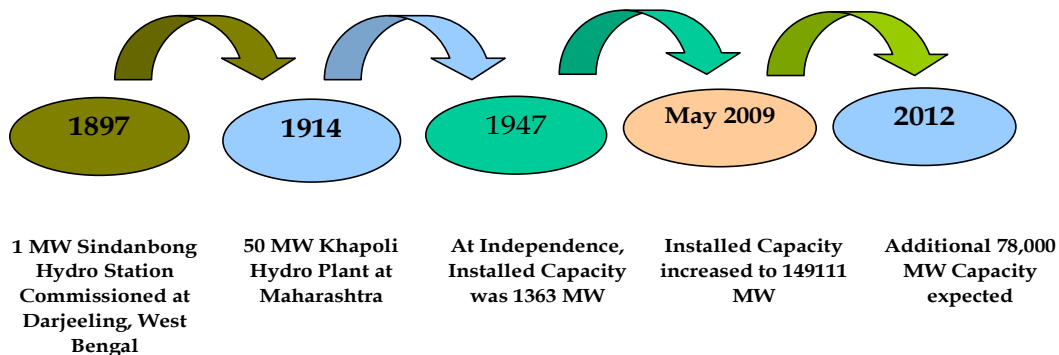 1897
1914
1947
May 2009
2012
1 MW Sindanbong
Hydro Station
Commissioned at
Darjeeling, West
Bengal
50 MW Khapoli
Hydro Plant at
Maharashtra
At Independence,
Installed Capacity
was 1363 MW
Installed Capacity
increased to 149111
MW
Additional 78,000
MW Capacity
expected